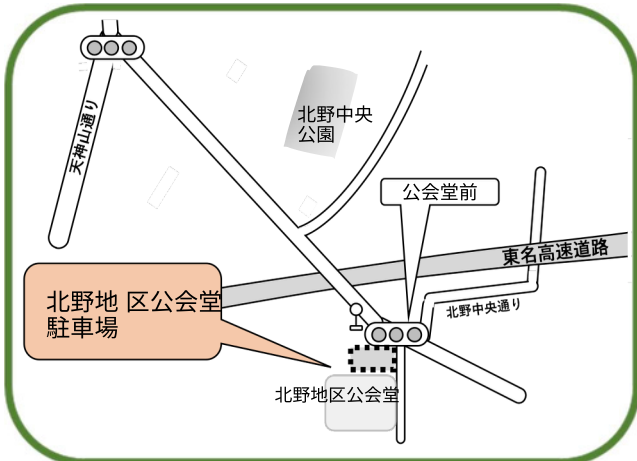 天神山通り
北野中央
公園
公会堂前
東名高速道路
北野地 区公会堂
駐車場
北野中央通り
北野地区公会堂